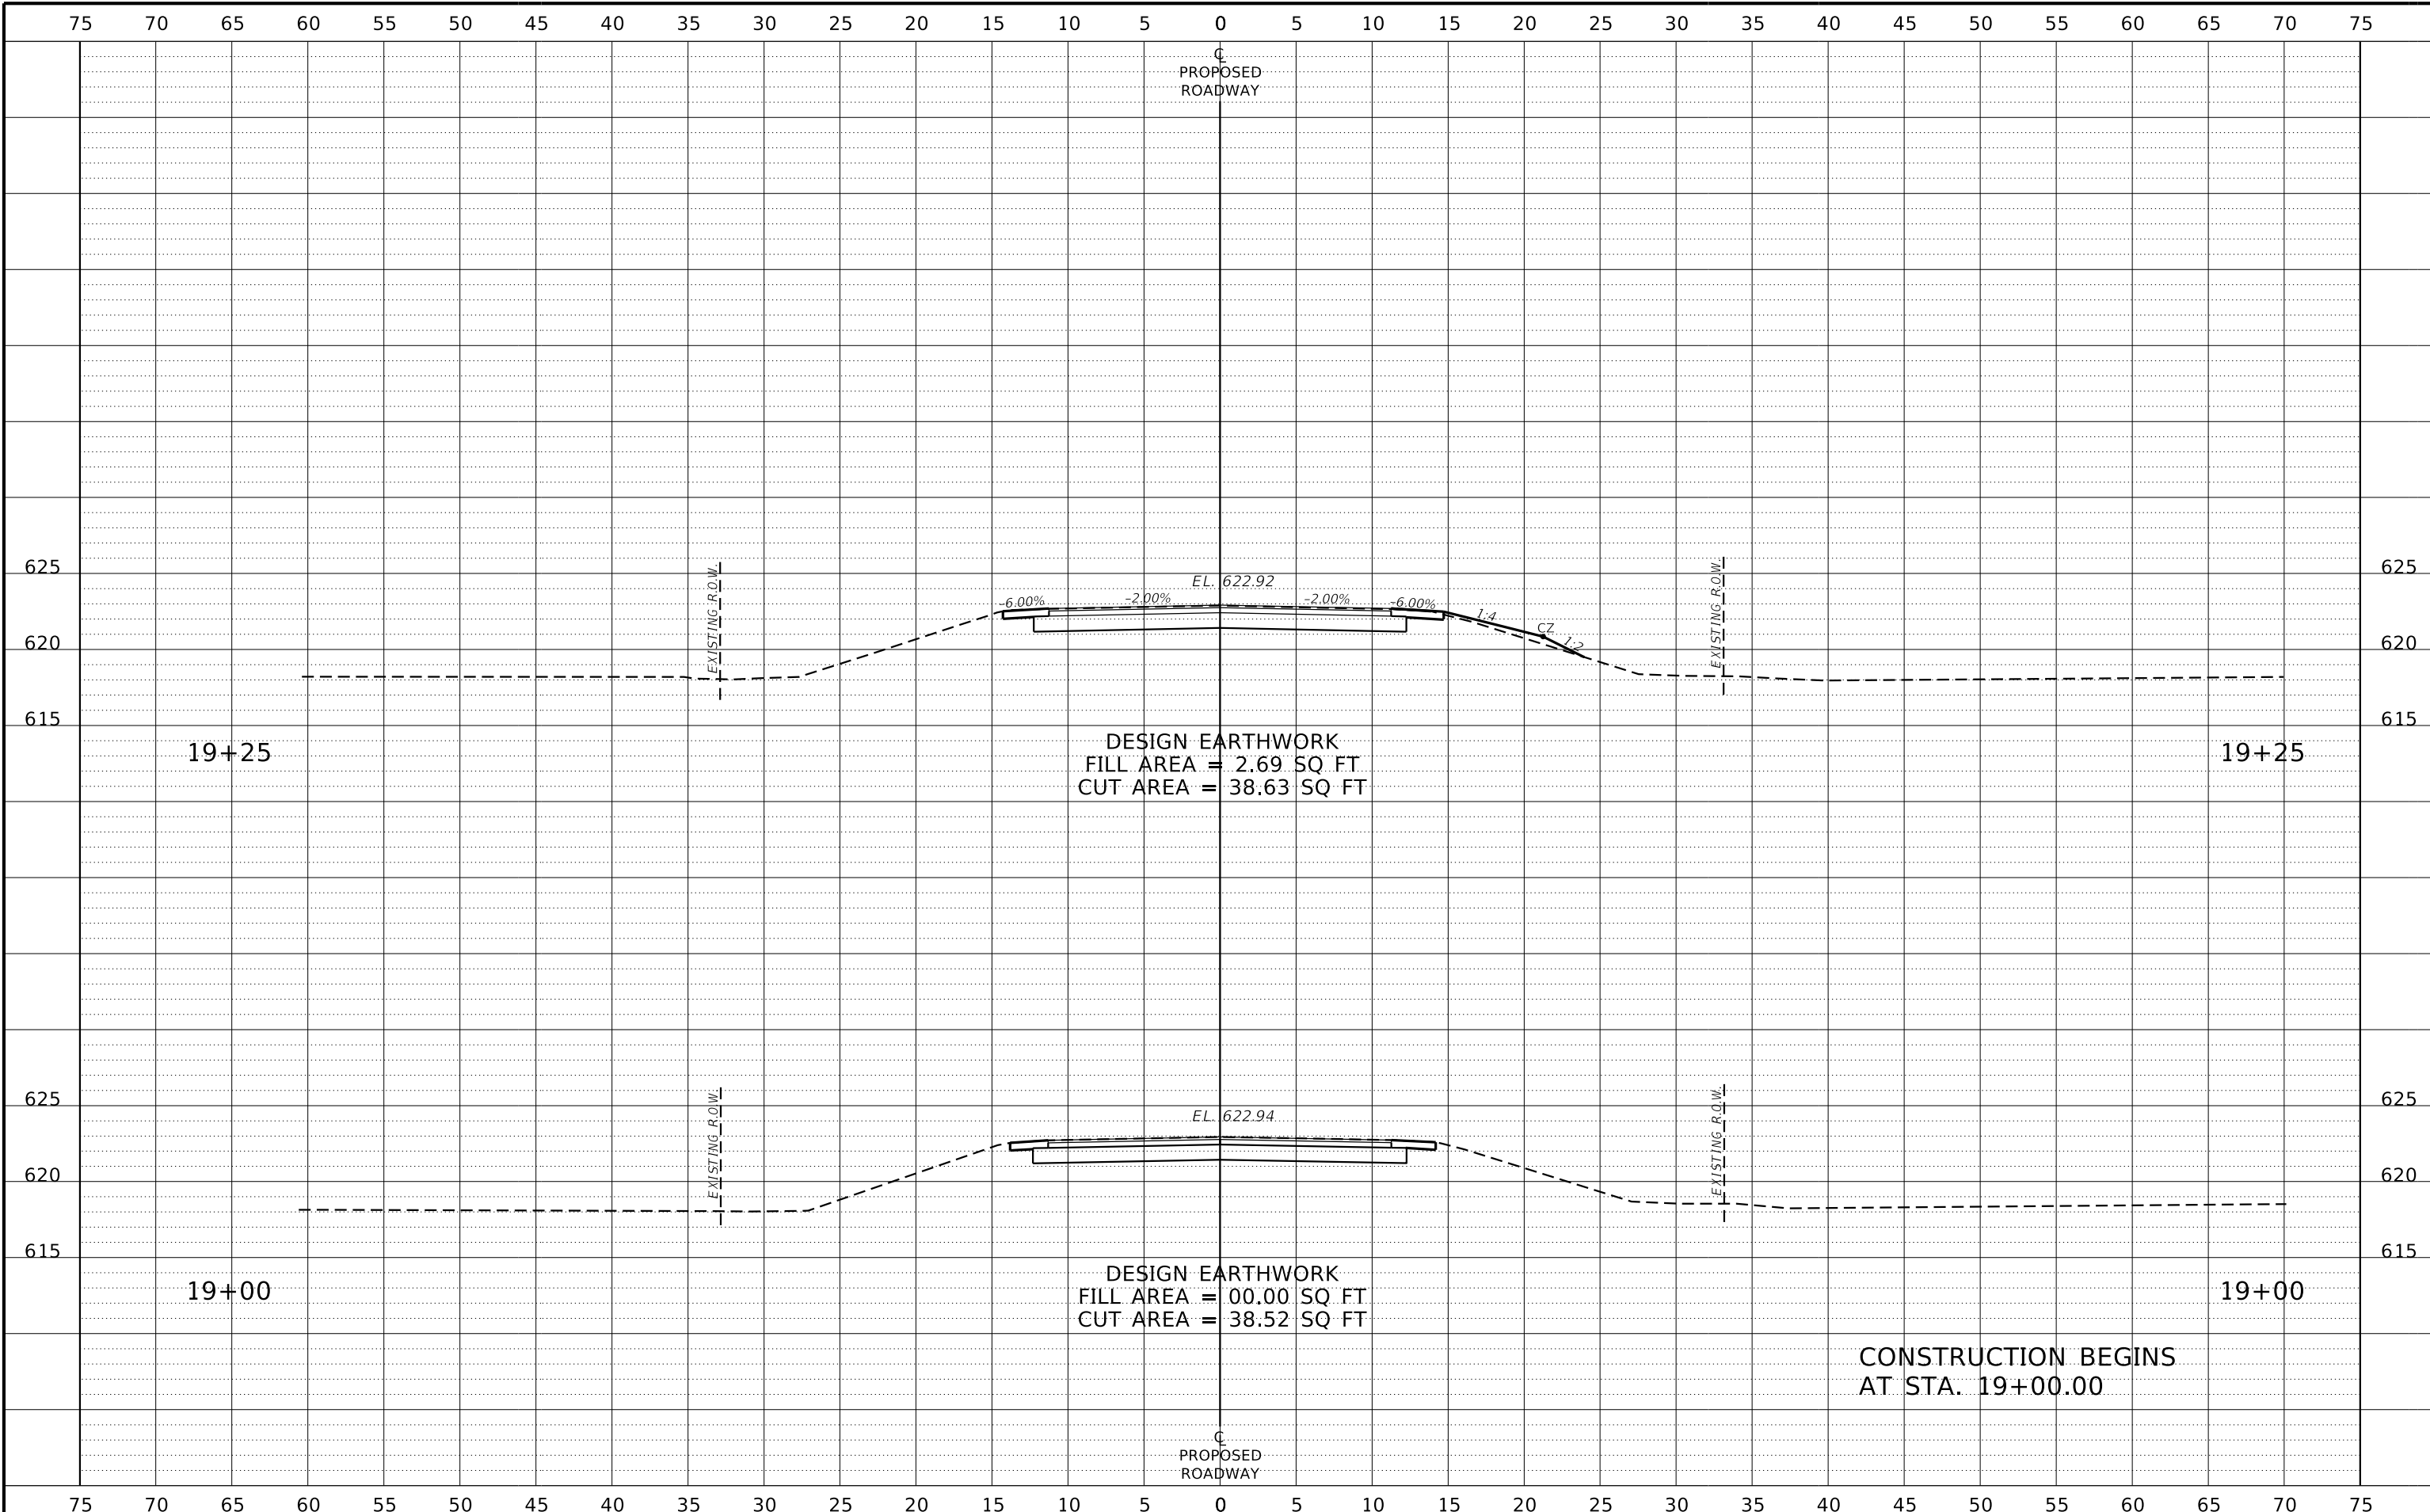 75 70 65 60 55 50 45 40 35 30 25 20 15 10 5 0 5 10 15 20 25 30 35 40 45 50 55 60 65 70 75
℄
PROPOSED
ROADWAY
625 625
EXISTING R.O.W.
EL. 622.92
EXISTING R.O.W.
-6.00% -2.00% -2.00% -6.00%
1:4
CZ
1:2
620 620
615 615
19+25 19+25
DESIGN EARTHWORK
FILL AREA = 2.69 SQ FT
CUT AREA = 38.63 SQ FT
625 625
EXISTING R.O.W.
EL. 622.94
EXISTING R.O.W.
620 620
615 615
19+00 19+00
DESIGN EARTHWORK
FILL AREA = 00.00 SQ FT
CUT AREA = 38.52 SQ FT
CONSTRUCTION BEGINS
AT STA. 19+00.00
℄
PROPOSED
ROADWAY
75 70 65 60 55 50 45 40 35 30 25 20 15 10 5 0 5 10 15 20 25 30 35 40 45 50 55 60 65 70 75